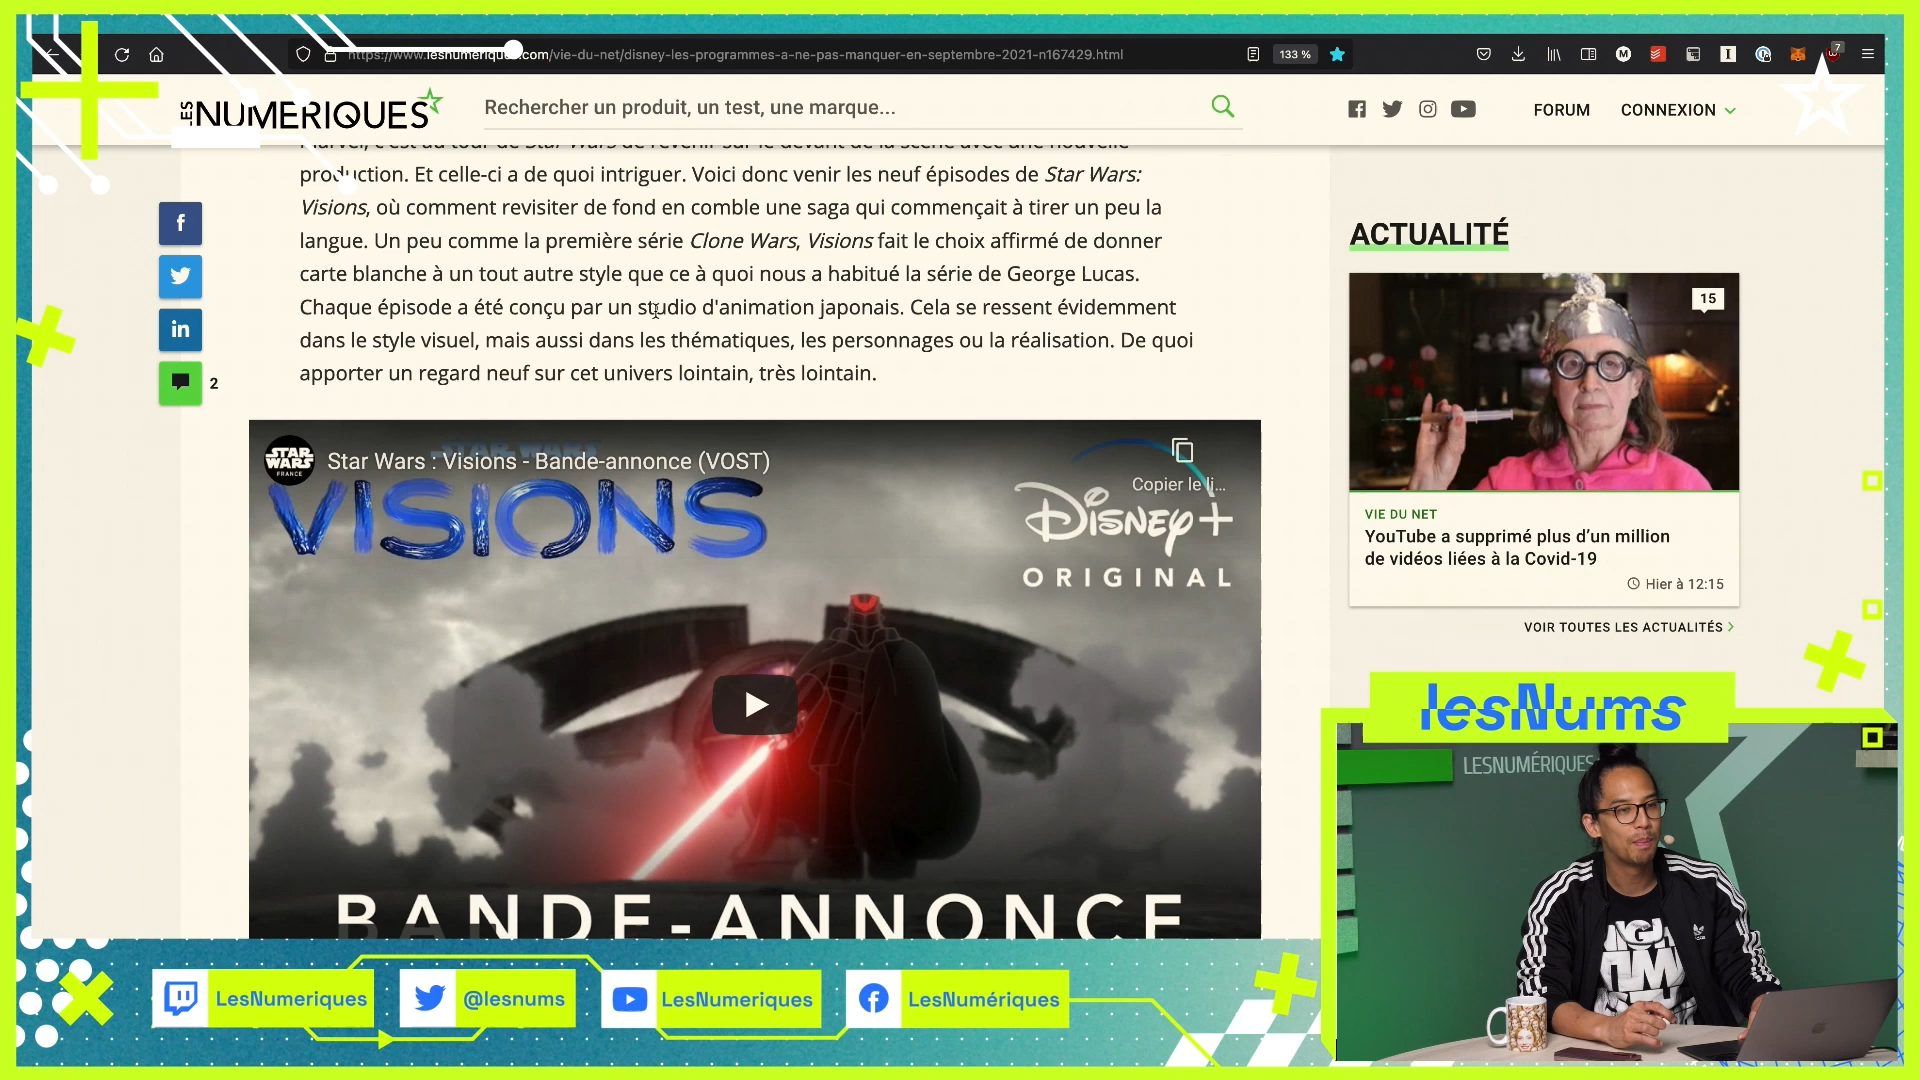 https://www.lesnumeriques.com/vie-du-net/disney-les-programmes-a-ne-pas-manquer-en-septembre-2021-n167429.html
133 %
7
LES NUMERIQUES
Rechercher un produit, un test, une marque...
FORUM
CONNEXION
Marvel, c'est au tour de Star Wars de revenir sur le devant de la scène avec une nouvelle
production. Et celle-ci a de quoi intriguer. Voici donc venir les neuf épisodes de Star Wars:
Visions, où comment revisiter de fond en comble une saga qui commençait à tirer un peu la
langue. Un peu comme la première série Clone Wars, Visions fait le choix affirmé de donner
carte blanche à un tout autre style que ce à quoi nous a habitué la série de George Lucas.
Chaque épisode a été conçu par un studio d'animation japonais. Cela se ressent évidemment
dans le style visuel, mais aussi dans les thématiques, les personnages ou la réalisation. De quoi
apporter un regard neuf sur cet univers lointain, très lointain.
2
STAR WARS FRANCE
Star Wars : Visions - Bande-annonce (VOST)
Copier le li...
STAR WARS
VISIONS
Disney+
ORIGINAL
BANDE-ANNONCE
ACTUALITÉ
15
VIE DU NET
YouTube a supprimé plus d'un million
de vidéos liées à la Covid-19
Hier à 12:15
VOIR TOUTES LES ACTUALITÉS
lesNums
LESNUMÉRIQUES
LesNumeriques
@lesnums
LesNumeriques
LesNumériques